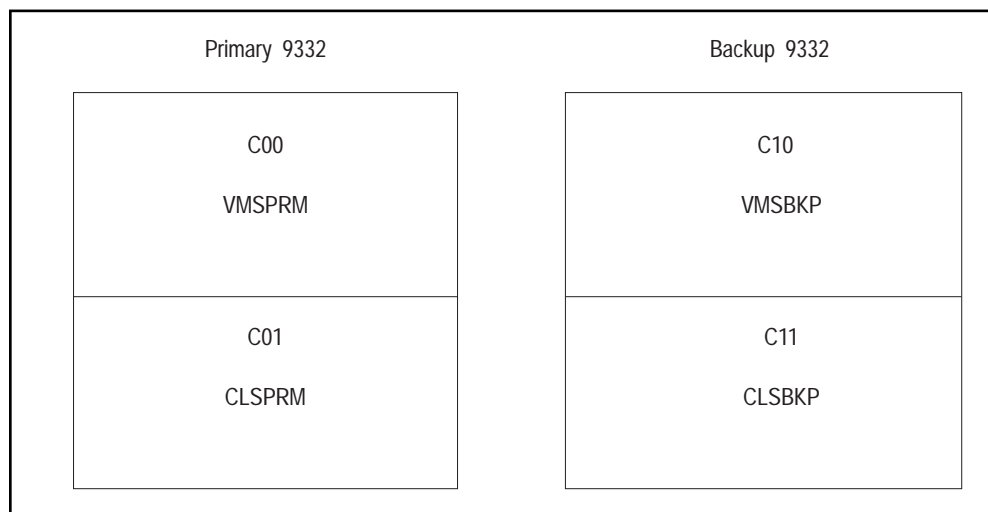 Primary 9332
C00
VMSPRM
C01
CLSPRM
Backup 9332
C10
VMSBKP
C11
CLSBKP